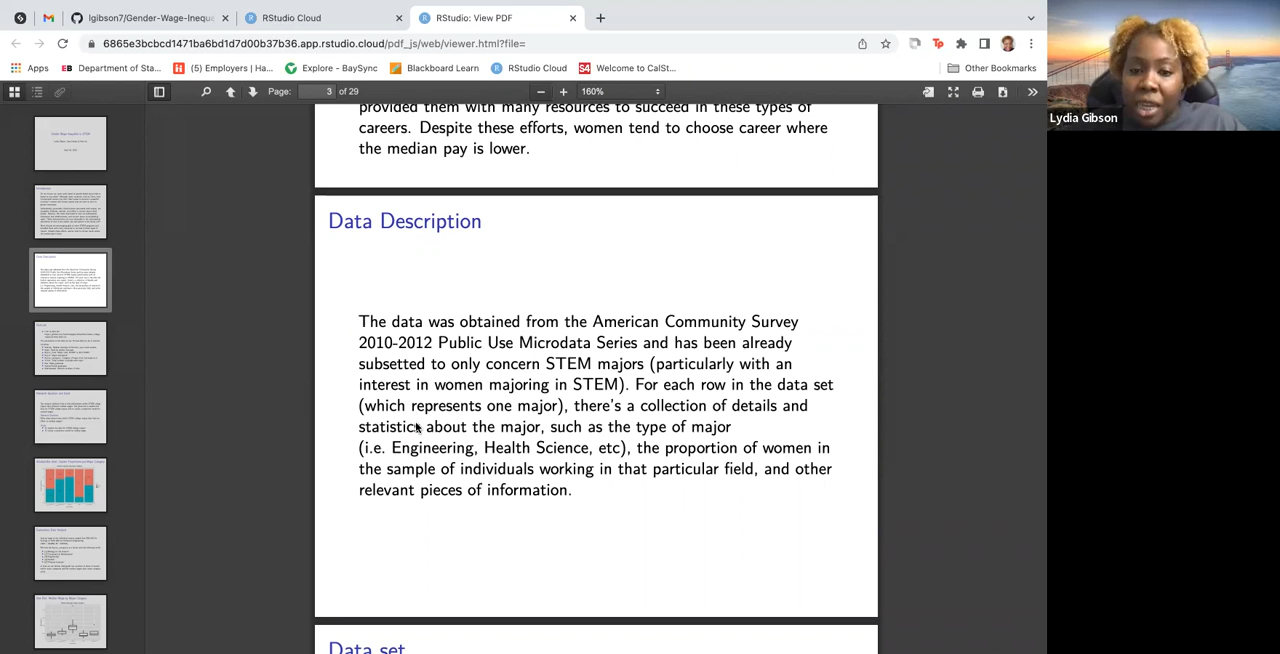 lgibson7/Gender-Wage-Inequa
RStudio Cloud
RStudio: View PDF
6865e3bcbcd1471ba6bd1d7d00b37b36.app.rstudio.cloud/pdf_js/web/viewer.html?file=
Apps
EB Department of Sta...
(5) Employers | Ha...
Explore - BaySync
Blackboard Learn
RStudio Cloud
S4 Welcome to CalSt...
Other Bookmarks
Page: 3 of 29
160%
Lydia Gibson
provided them with many resources to succeed in these types of
careers. Despite these efforts, women tend to choose career where
the median pay is lower.
Data Description
The data was obtained from the American Community Survey
2010-2012 Public Use Microdata Series and has been already
subsetted to only concern STEM majors (particularly with an
interest in women majoring in STEM). For each row in the data set
(which represents one major), there's a collection of details and
statistics about the major, such as the type of major
(i.e. Engineering, Health Science, etc), the proportion of women in
the sample of individuals working in that particular field, and other
relevant pieces of information.
Data set